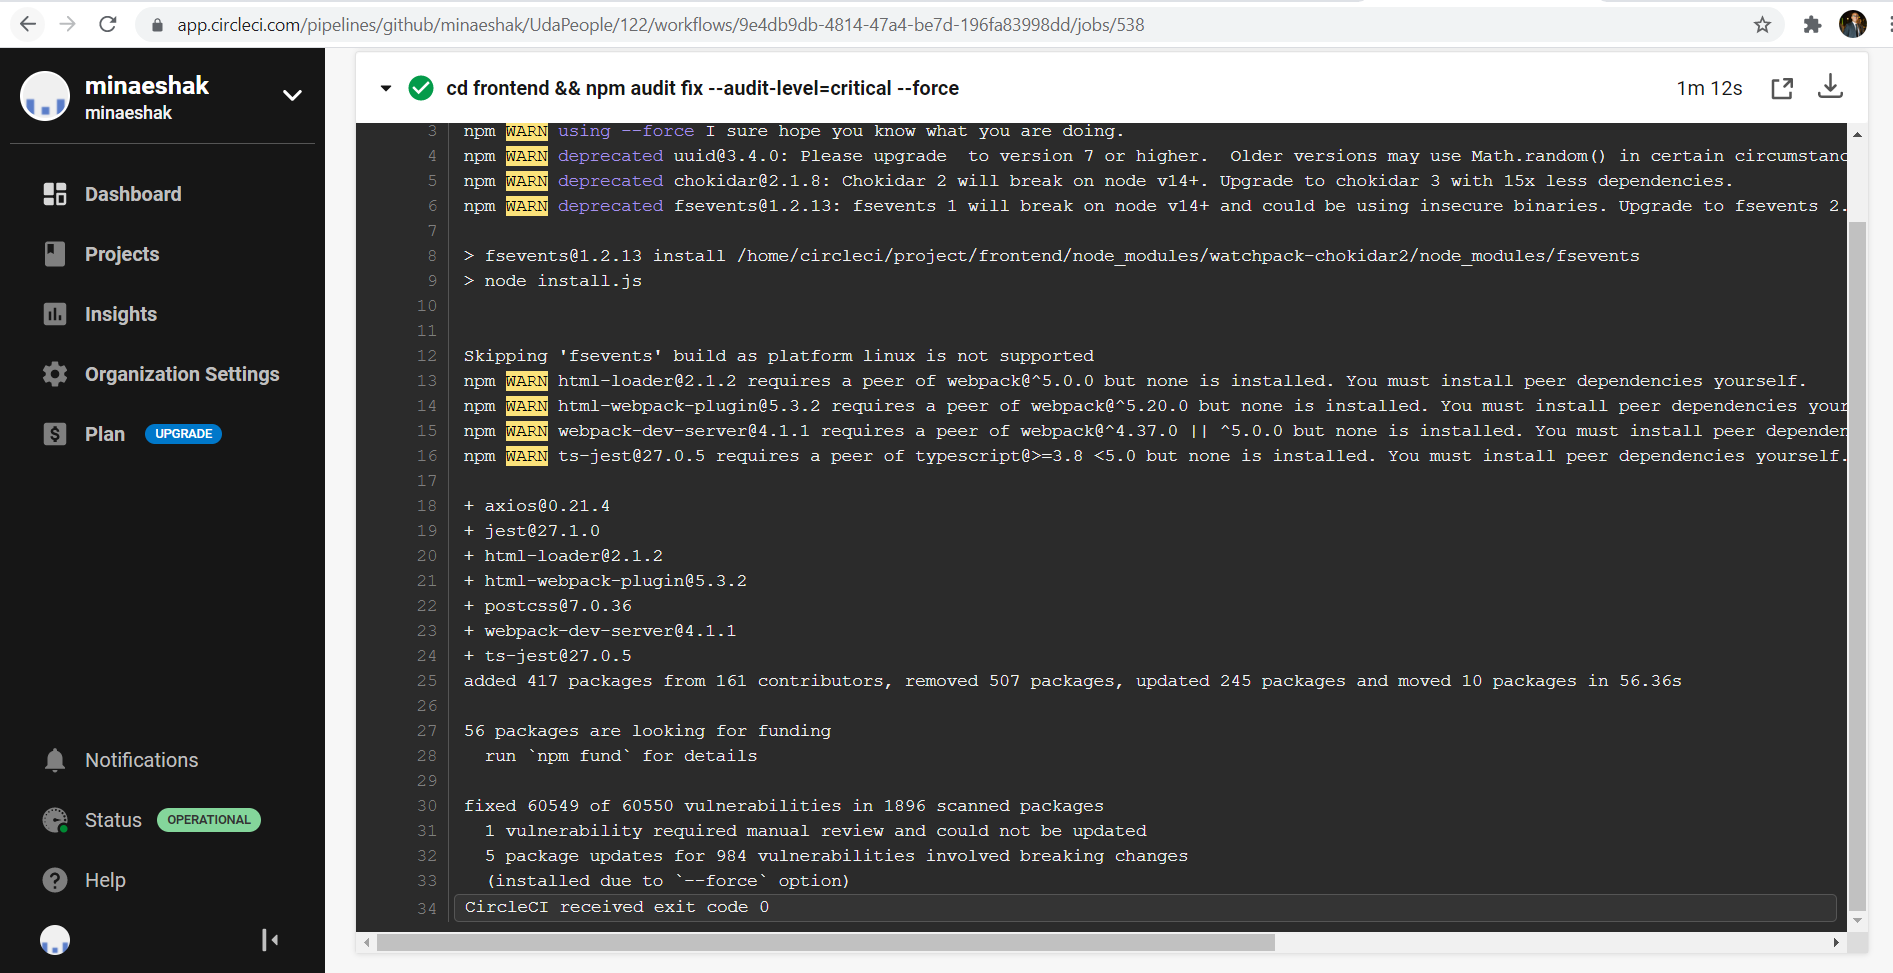 app.circleci.com/pipelines/github/minaeshak/UdaPeople/122/workflows/9e4db9db-4814-47a4-be7d-196fa83998dd/jobs/538
minaeshak
minaeshak
Dashboard
Projects
Insights
Organization Settings
Plan UPGRADE
Notifications
Status OPERATIONAL
Help
cd frontend && npm audit fix --audit-level=critical --force
1m 12s
3 npm WARN using --force I sure hope you know what you are doing.
4 npm WARN deprecated uuid@3.4.0: Please upgrade  to version 7 or higher.  Older versions may use Math.random() in certain circumstanc
5 npm WARN deprecated chokidar@2.1.8: Chokidar 2 will break on node v14+. Upgrade to chokidar 3 with 15x less dependencies.
6 npm WARN deprecated fsevents@1.2.13: fsevents 1 will break on node v14+ and could be using insecure binaries. Upgrade to fsevents 2.
7
8 > fsevents@1.2.13 install /home/circleci/project/frontend/node_modules/watchpack-chokidar2/node_modules/fsevents
9 > node install.js
10
11
12 Skipping 'fsevents' build as platform linux is not supported
13 npm WARN html-loader@2.1.2 requires a peer of webpack@^5.0.0 but none is installed. You must install peer dependencies yourself.
14 npm WARN html-webpack-plugin@5.3.2 requires a peer of webpack@^5.20.0 but none is installed. You must install peer dependencies your
15 npm WARN webpack-dev-server@4.1.1 requires a peer of webpack@^4.37.0 || ^5.0.0 but none is installed. You must install peer dependen
16 npm WARN ts-jest@27.0.5 requires a peer of typescript@>=3.8 <5.0 but none is installed. You must install peer dependencies yourself.
17
18 + axios@0.21.4
19 + jest@27.1.0
20 + html-loader@2.1.2
21 + html-webpack-plugin@5.3.2
22 + postcss@7.0.36
23 + webpack-dev-server@4.1.1
24 + ts-jest@27.0.5
25 added 417 packages from 161 contributors, removed 507 packages, updated 245 packages and moved 10 packages in 56.36s
26
27 56 packages are looking for funding
28   run `npm fund` for details
29
30 fixed 60549 of 60550 vulnerabilities in 1896 scanned packages
31   1 vulnerability required manual review and could not be updated
32   5 package updates for 984 vulnerabilities involved breaking changes
33   (installed due to `--force` option)
34 CircleCI received exit code 0